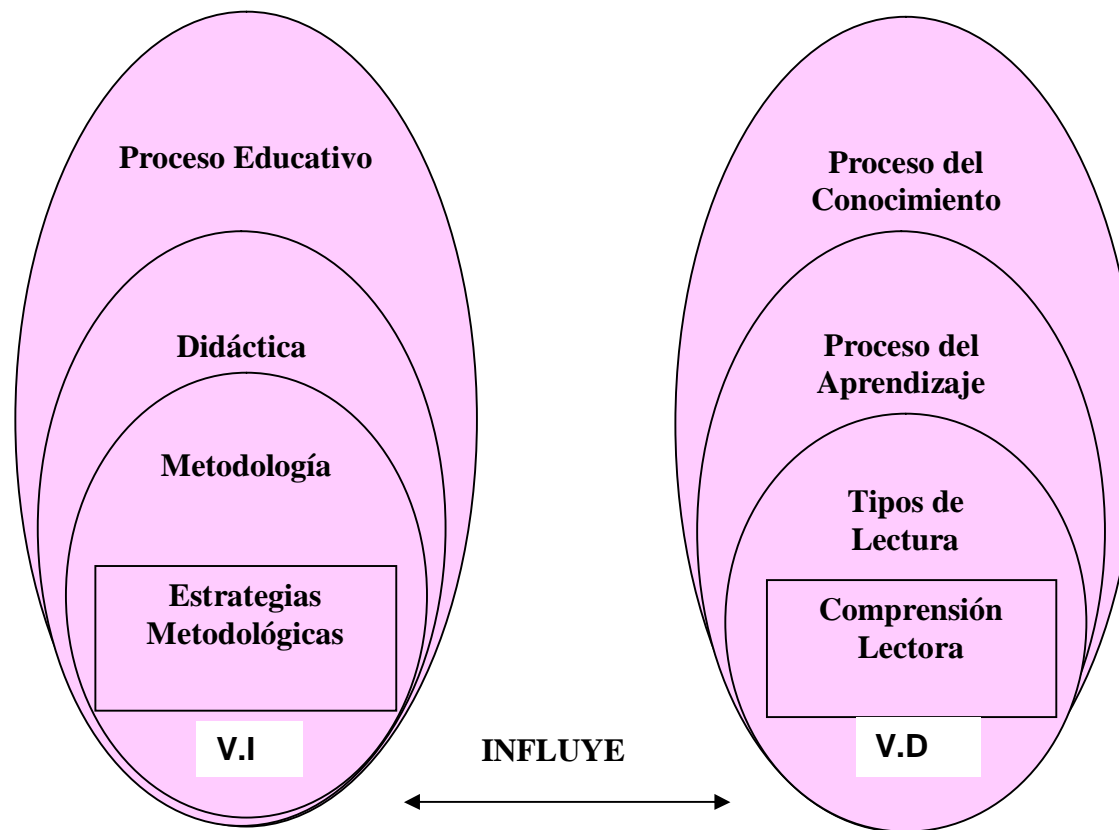 Proceso Educativo
Didáctica
Metodología
Estrategias
Metodológicas
V.I
INFLUYE
Proceso del
Conocimiento
Proceso del
Aprendizaje
Tipos de
Lectura
Comprensión
Lectora
V.D